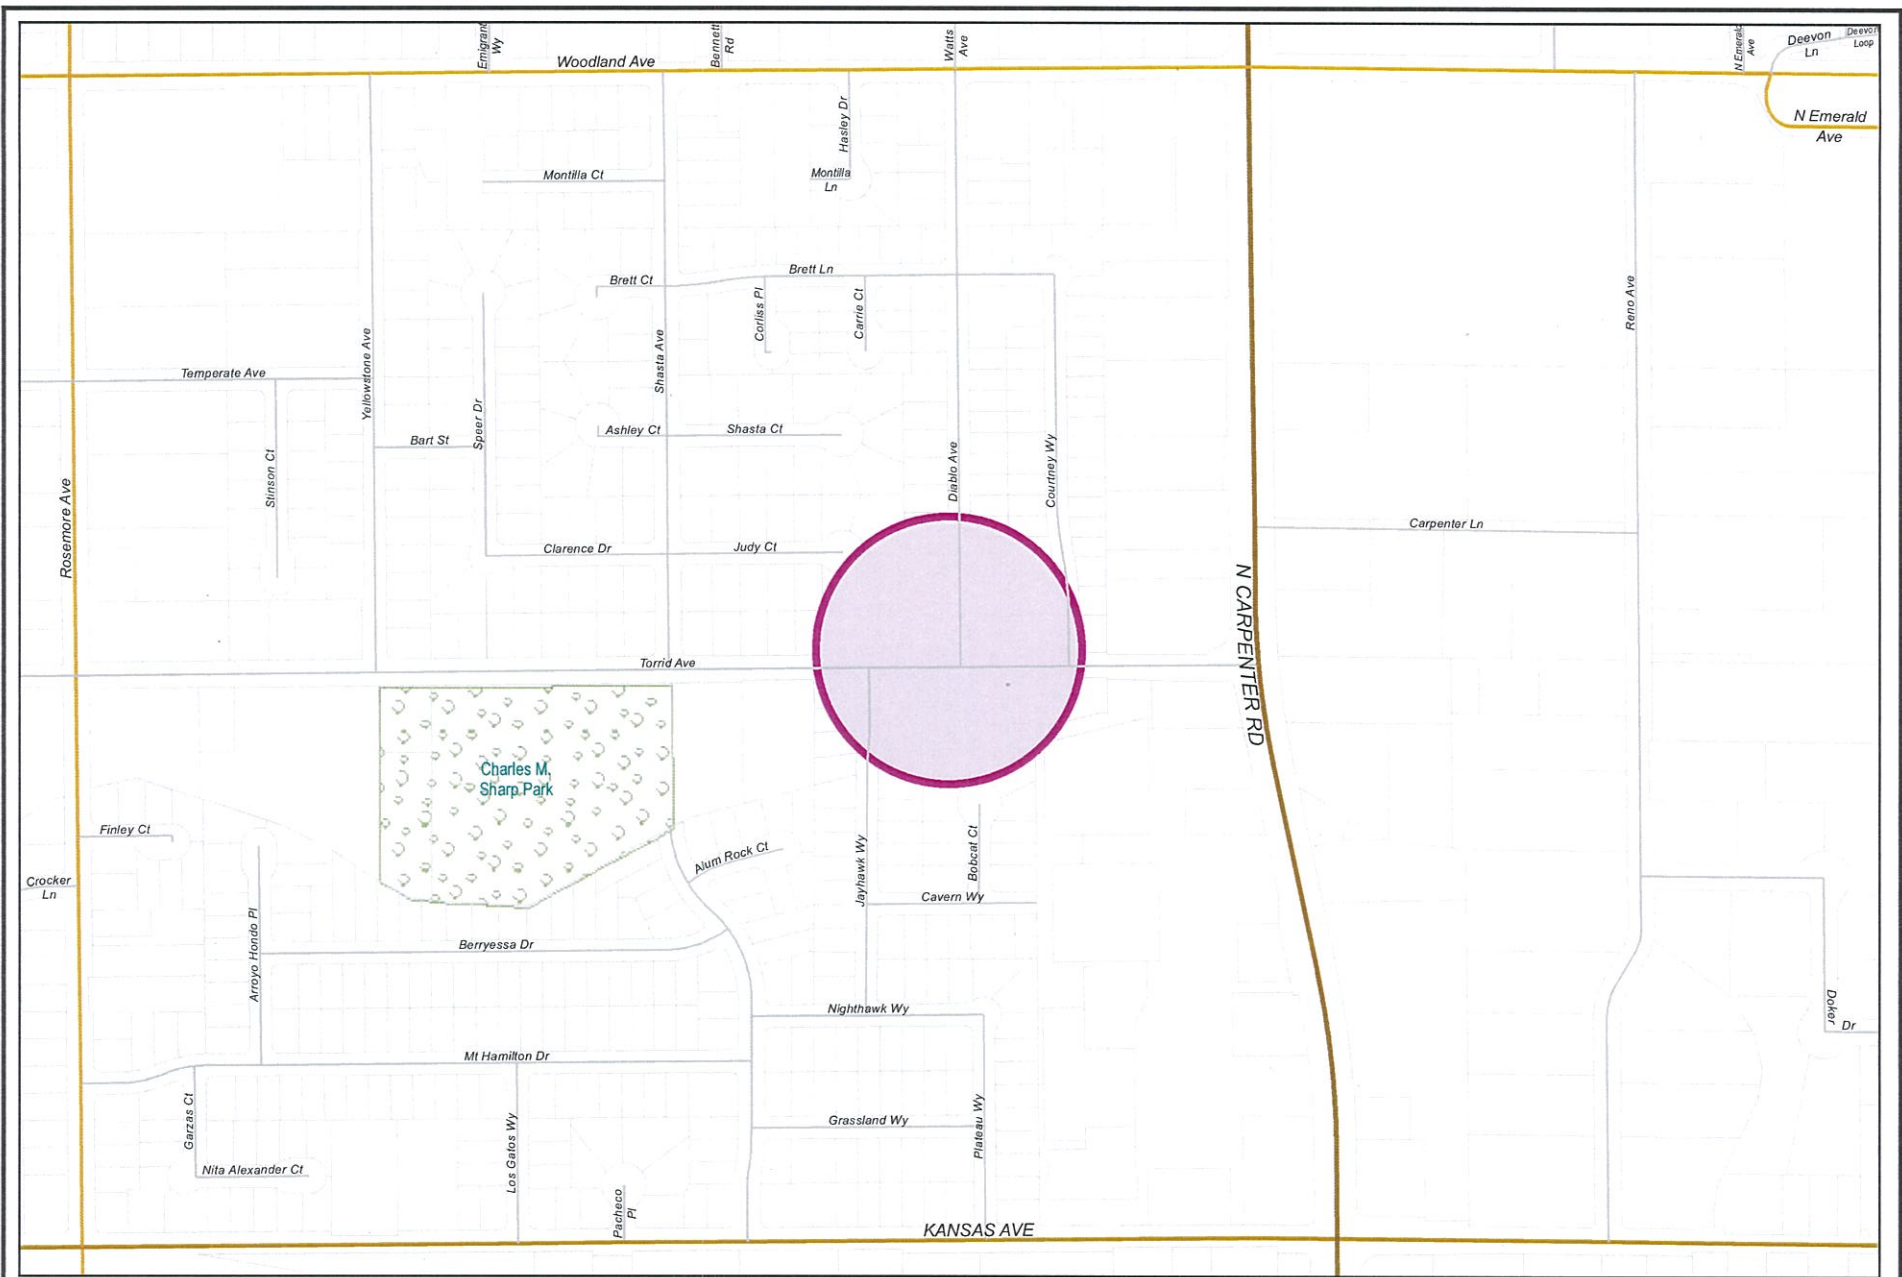 Emigrant
Wy
Bennett
Rd
Watts
Ave
N Emerald
Ave
Deevon
Ln
Deevon
Loop
Woodland Ave
N Emerald
Ave
Hasley Dr
Montilla Ct
Montilla
Ln
Brett Ct
Brett Ln
Corliss Pl
Carrie Ct
Reno Ave
Temperate Ave
Yellowstone Ave
Shasta Ave
Speer Dr
Bart St
Ashley Ct
Shasta Ct
Stinson Ct
Diablo Ave
Courtney Wy
Rosemore Ave
Carpenter Ln
Clarence Dr
Judy Ct
N CARPENTER RD
Torrid Ave
Charles M.
Sharp Park
Finley Ct
Alum Rock Ct
Jayhawk Wy
Bobcat Ct
Crocker
Ln
Cavern Wy
Arroyo Hondo Pl
Berryessa Dr
Nighthawk Wy
Doker
Dr
Mt Hamilton Dr
Garzas Ct
Los Gatos Wy
Grassland Wy
Plateau Wy
Nita Alexander Ct
Pacheco
Pl
KANSAS AVE